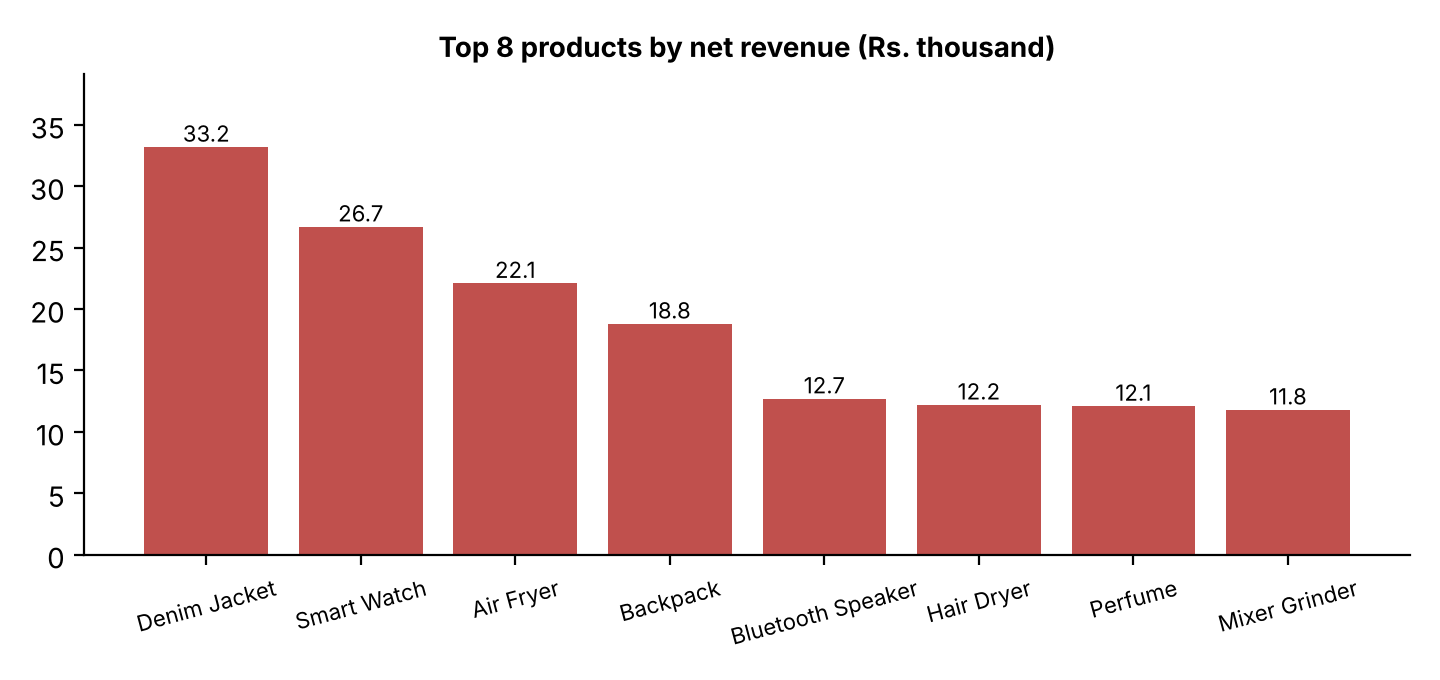 Top 8 products by net revenue (Rs. thousand)
35
30
25
20
15
10
5
0
33.2
26.7
22.1
18.8
12.7
12.2
12.1
11.8
Denim Jacket
Smart Watch
Air Fryer
Backpack
Bluetooth Speaker
Hair Dryer
Perfume
Mixer Grinder